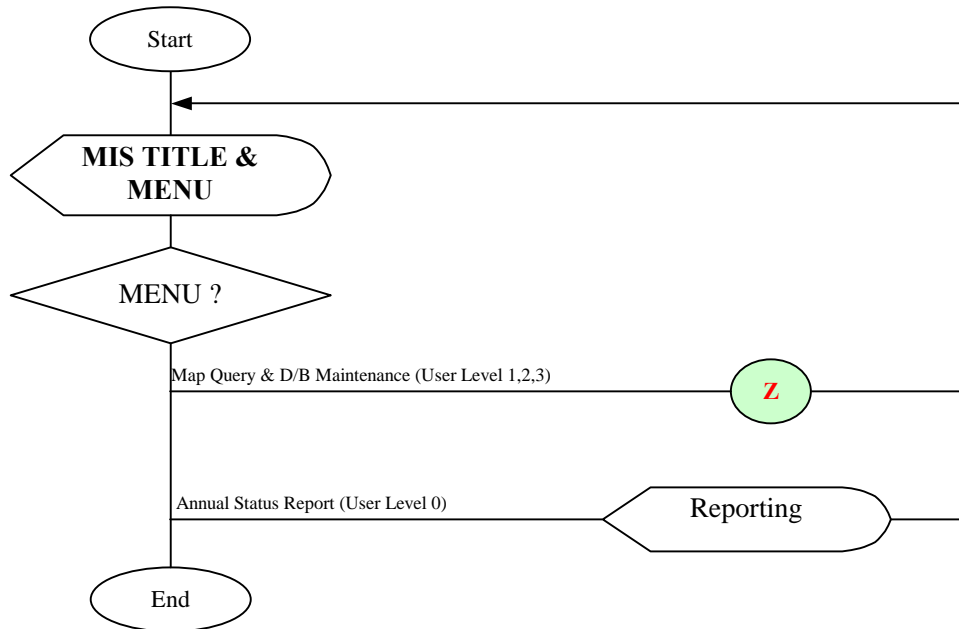 Start
MIS TITLE &
MENU
MENU ?
Map Query & D/B Maintenance (User Level 1,2,3)
Z
Annual Status Report (User Level 0)
Reporting
End